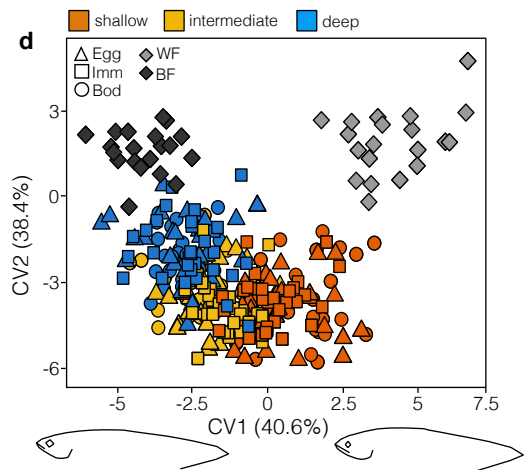 shallow intermediate deep
d
Egg WF
Imm BF
Bod
3
0
-3
-6
CV2 (38.4%)
-5 -2.5 0 2.5 5 7.5
CV1 (40.6%)